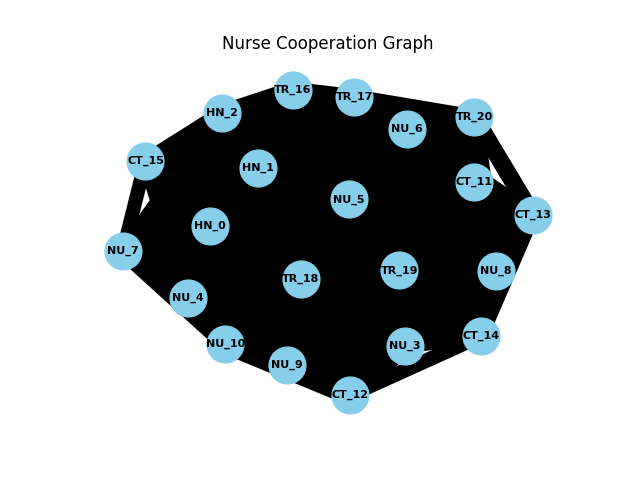 Nurse Cooperation Graph
TR_16
TR_17
HN_2
TR_20
NU_6
CT_15
HN_1
CT_11
NU_5
CT_13
HN_0
NU_7
TR_19
NU_8
TR_18
NU_4
CT_14
NU_10
NU_3
NU_9
CT_12